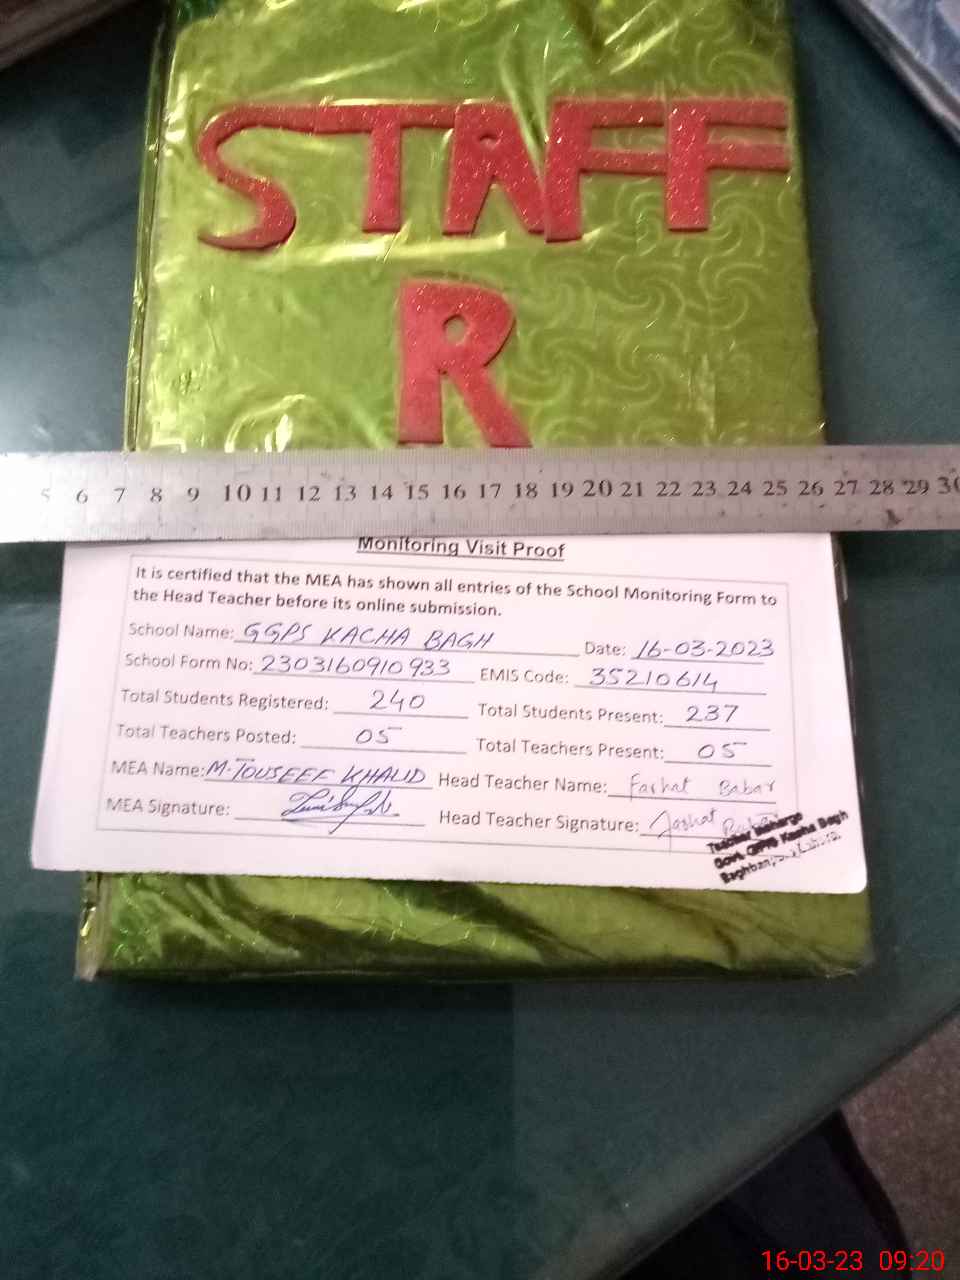 STAFF
R
5 6 7 8 9 10 11 12 13 14 15 16 17 18 19 20 21 22 23 24 25 26 27 28 29 30
Monitoring Visit Proof
It is certified that the MEA has shown all entries of the School Monitoring Form to
the Head Teacher before its online submission.
School Name: GGPS KACHA BAGH Date: 16-03-2023
School Form No: 2303160910933 EMIS Code: 35210614
Total Students Registered: 240 Total Students Present: 237
Total Teachers Posted: 05 Total Teachers Present: 05
MEA Name: M-TOUSEEF KHALID Head Teacher Name: Farhat Babar
MEA Signature: Head Teacher Signature: Farhat Babar
Teacher Incharge
Govt. GGPS Kacha Bagh
16-03-23 09:20